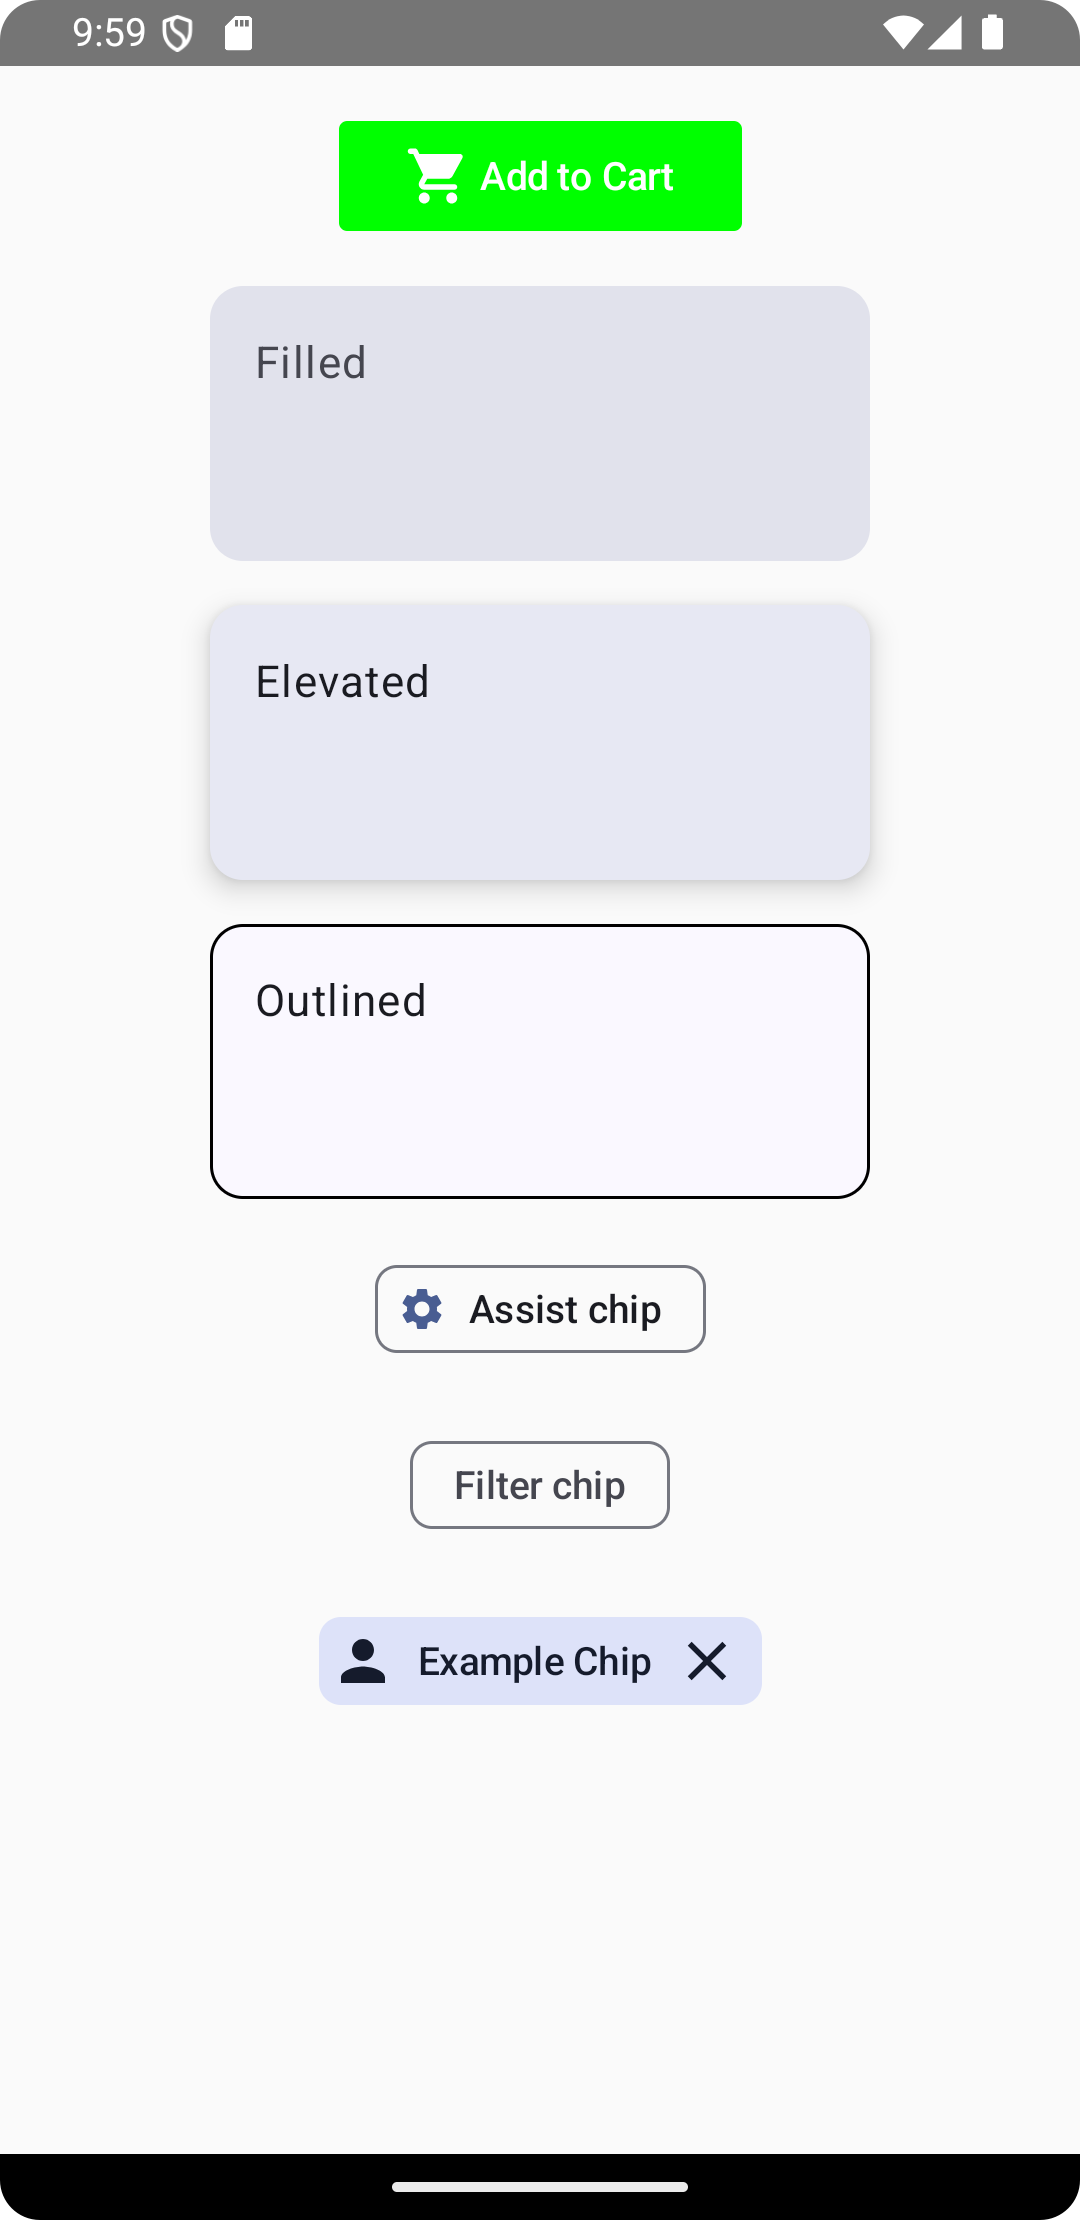 9:59
Add to Cart
Filled
Elevated
Outlined
Assist chip
Filter chip
Example Chip